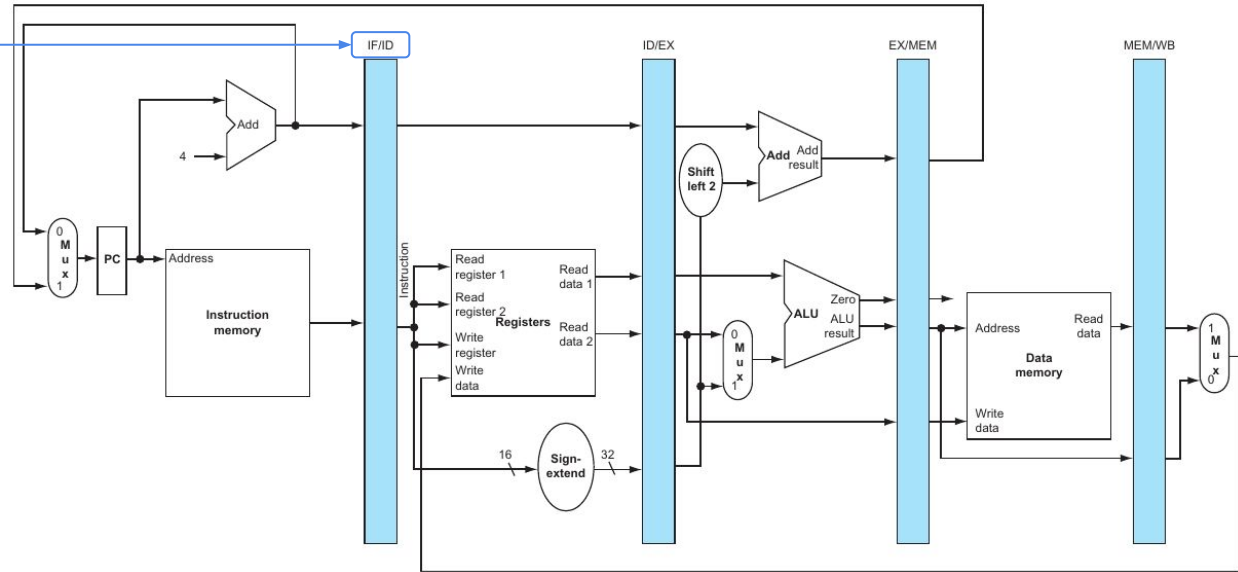 IF/ID
ID/EX
EX/MEM
MEM/WB
Add
4
Add
Add
result
Shift
left 2
0
M
u
x
1
PC
Address
Instruction
memory
Instruction
Read
register 1
Read
register 2
Write
register
Write
data
Registers
Read
data 1
Read
data 2
16
Sign-
extend
32
0
M
u
x
1
ALU
Zero
ALU
result
Address
Read
data
Data
memory
Write
data
1
M
u
x
0